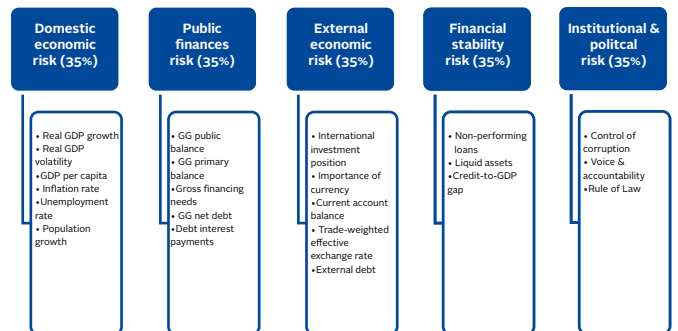 Domestic
economic
risk (35%)
• Real GDP growth
• Real GDP
volatility
•GDP per capita
• Inflation rate
•Unemployment
rate
• Population
growth
Public
finances
risk (35%)
• GG public
balance
• GG primary
balance
•Gross financing
needs
• GG net debt
•Debt interest
payments
External
economic
risk (35%)
• International
investment
position
• Importance of
currency
•Current account
balance
• Trade-weighted
effective
exchange rate
•External debt
Financial
stability
risk (35%)
• Non-performing
loans
• Liquid assets
•Credit-to-GDP
gap
Institutional &
politcal
risk (35%)
• Control of
corruption
• Voice &
accountability
•Rule of Law